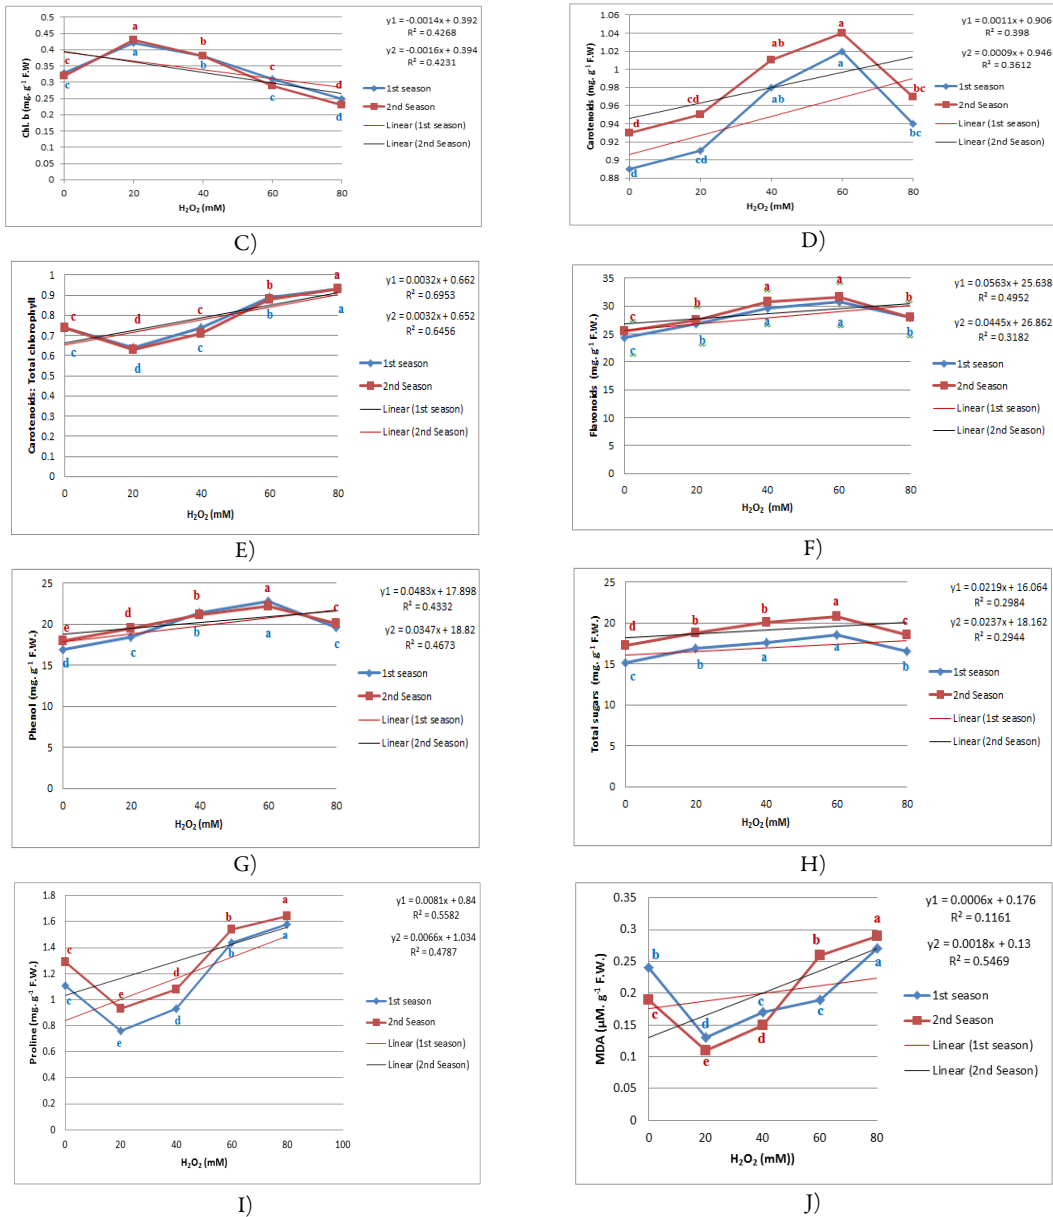 Chl. b (mg. g⁻¹ F.W)
0.5
0.45
0.4
0.35
0.3
0.25
0.2
0.15
0.1
0.05
0
c
a
b
c
d
c
a
b
c
d
0 20 40 60 80
H₂O₂ (mM)
y1 = -0.0014x + 0.392
R² = 0.4268
y2 = -0.0016x + 0.394
R² = 0.4231
1st season
2nd Season
Linear (1st season)
Linear (2nd Season)
C)
Carotenoids (mg. g⁻¹ F.W)
1.06
1.04
1.02
1
0.98
0.96
0.94
0.92
0.9
0.88
d
cd
ab
a
bc
d
cd
ab
a
bc
0 20 40 60 80
H₂O₂ (mM)
y1 = 0.0011x + 0.906
R² = 0.398
y2 = 0.0009x + 0.946
R² = 0.3612
1st season
2nd Season
Linear (1st season)
Linear (2nd Season)
D)
Carotenoids: Total chlorophyll
1
0.9
0.8
0.7
0.6
0.5
0.4
0.3
0.2
0.1
0
c
d
c
b
a
c
d
c
b
a
0 20 40 60 80
H₂O₂ (mM)
y1 = 0.0032x + 0.662
R² = 0.6953
y2 = 0.0032x + 0.652
R² = 0.6456
1st season
2nd Season
Linear (1st season)
Linear (2nd Season)
E)
Flavonoids (mg. g⁻¹ F.W.)
35
30
25
20
15
10
5
0
c
b
a
a
b
c
b
a
a
b
0 20 40 60 80
H₂O₂ (mM)
y1 = 0.0563x + 25.638
R² = 0.4952
y2 = 0.0445x + 26.862
R² = 0.3182
1st season
2nd Season
Linear (1st season)
Linear (2nd Season)
F)
Phenol (mg. g⁻¹ F.W.)
25
20
15
10
5
0
e
d
b
a
c
d
c
b
a
c
0 20 40 60 80
H₂O₂ (mM)
y1 = 0.0483x + 17.898
R² = 0.4332
y2 = 0.0347x + 18.82
R² = 0.4673
1st season
2nd Season
Linear (1st season)
Linear (2nd Season)
G)
Total sugars (mg. g⁻¹ F.W.)
25
20
15
10
5
0
d
b
b
a
c
c
b
a
a
b
0 20 40 60 80
H₂O₂ (mM)
y1 = 0.0219x + 16.064
R² = 0.2984
y2 = 0.0237x + 18.162
R² = 0.2944
1st season
2nd Season
Linear (1st season)
Linear (2nd Season)
H)
Proline (mg. g⁻¹ F.W.)
1.8
1.6
1.4
1.2
1
0.8
0.6
0.4
0.2
0
c
e
d
b
a
c
e
d
b
a
0 20 40 60 80 100
H₂O₂ (mM)
y1 = 0.0081x + 0.84
R² = 0.5582
y2 = 0.0066x + 1.034
R² = 0.4787
1st season
2nd Season
Linear (1st season)
Linear (2nd Season)
I)
MDA (µM. g⁻¹ F.W.)
0.35
0.3
0.25
0.2
0.15
0.1
0.05
0
b
d
c
c
a
c
e
d
b
a
0 20 40 60 80
H₂O₂ (mM))
y1 = 0.0006x + 0.176
R² = 0.1161
y2 = 0.0018x + 0.13
R² = 0.5469
1st season
2nd Season
Linear (1st season)
Linear (2nd Season)
J)